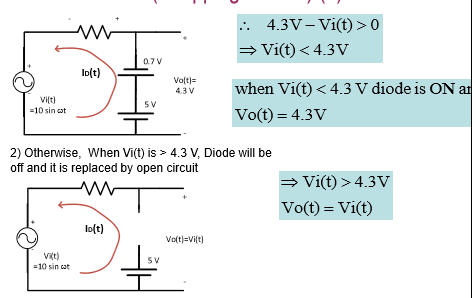 ∴ 4.3V – Vi(t) > 0
⇒ Vi(t) < 4.3V
when Vi(t) < 4.3 V diode is ON
Vo(t) = 4.3V
- +
+
0.7 V
ID(t)
Vo(t)=
4.3 V
Vi(t)
=10 sin ωt
5 V
-
2) Otherwise, When Vi(t) is > 4.3 V, Diode will be
off and it is replaced by open circuit
⇒ Vi(t) > 4.3V
Vo(t) = Vi(t)
+
+
ID(t)
Vo(t)=Vi(t)
Vi(t)
=10 sin ωt
5 V
-